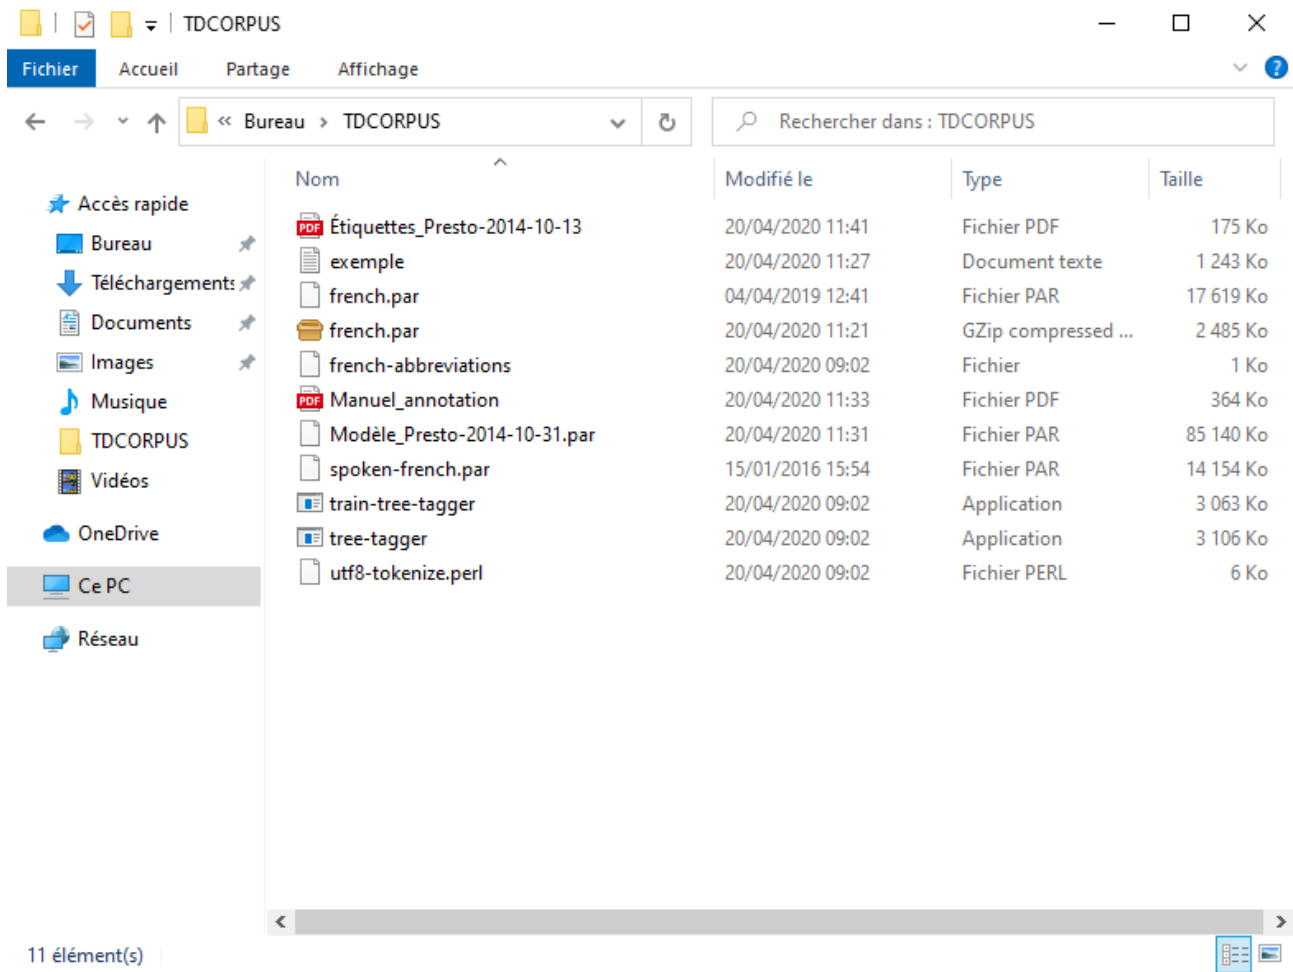 TDCORPUS
Fichier Accueil Partage Affichage
« Bureau > TDCORPUS Rechercher dans : TDCORPUS
Nom Modifié le Type Taille
Accès rapide
Bureau
Téléchargements
Documents
Images
Musique
TDCORPUS
Vidéos
OneDrive
Ce PC
Réseau
PDF Étiquettes_Presto-2014-10-13 20/04/2020 11:41 Fichier PDF 175 Ko
exemple 20/04/2020 11:27 Document texte 1 243 Ko
french.par 04/04/2019 12:41 Fichier PAR 17 619 Ko
french.par 20/04/2020 11:21 GZip compressed ... 2 485 Ko
french-abbreviations 20/04/2020 09:02 Fichier 1 Ko
PDF Manuel_annotation 20/04/2020 11:33 Fichier PDF 364 Ko
Modèle_Presto-2014-10-31.par 20/04/2020 11:31 Fichier PAR 85 140 Ko
spoken-french.par 15/01/2016 15:54 Fichier PAR 14 154 Ko
train-tree-tagger 20/04/2020 09:02 Application 3 063 Ko
tree-tagger 20/04/2020 09:02 Application 3 106 Ko
utf8-tokenize.perl 20/04/2020 09:02 Fichier PERL 6 Ko
11 élément(s)